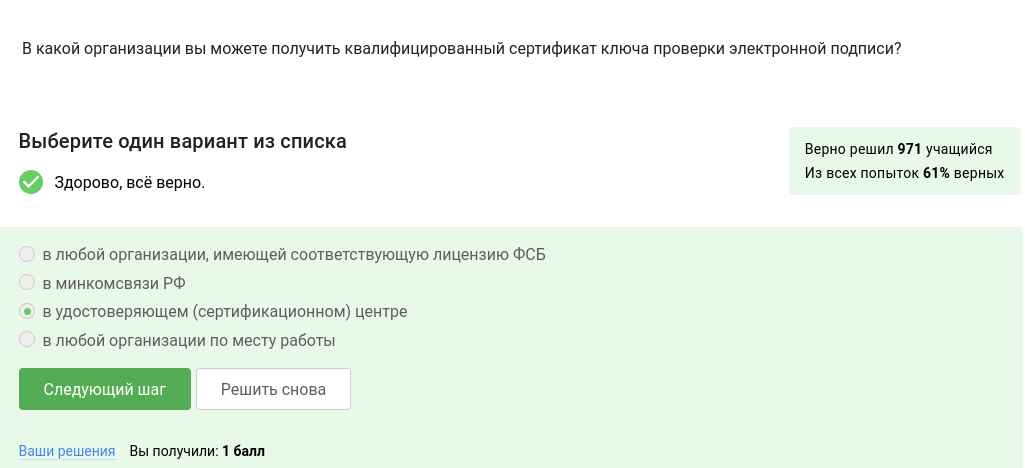 В какой организации вы можете получить квалифицированный сертификат ключа проверки электронной подписи?
Выберите один вариант из списка
Здорово, всё верно.
Верно решил 971 учащийся
Из всех попыток 61% верных
в любой организации, имеющей соответствующую лицензию ФСБ
в минкомсвязи РФ
в удостоверяющем (сертификационном) центре
в любой организации по месту работы
Следующий шаг
Решить снова
Ваши решения Вы получили: 1 балл